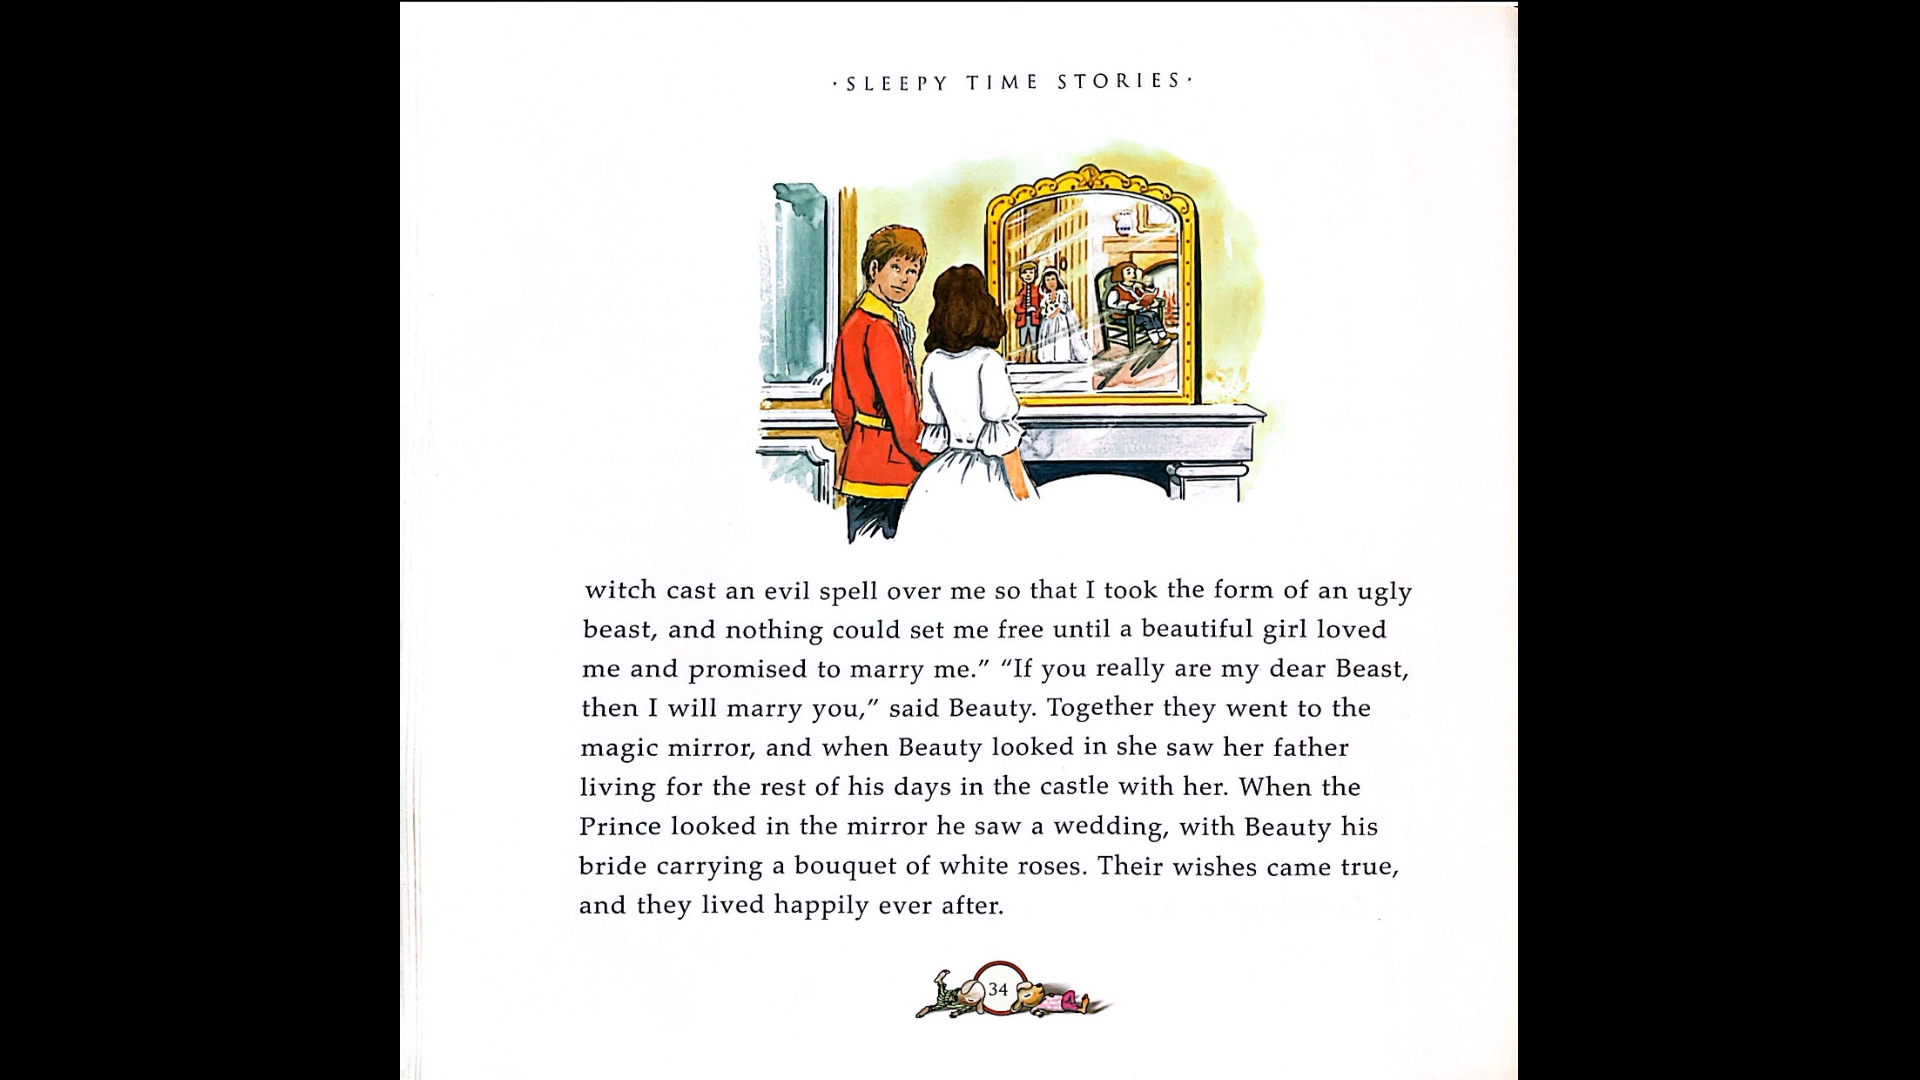 ·SLEEPY TIME STORIES·
witch cast an evil spell over me so that I took the form of an ugly
beast, and nothing could set me free until a beautiful girl loved
me and promised to marry me.” “If you really are my dear Beast,
then I will marry you,” said Beauty. Together they went to the
magic mirror, and when Beauty looked in she saw her father
living for the rest of his days in the castle with her. When the
Prince looked in the mirror he saw a wedding, with Beauty his
bride carrying a bouquet of white roses. Their wishes came true,
and they lived happily ever after.
34